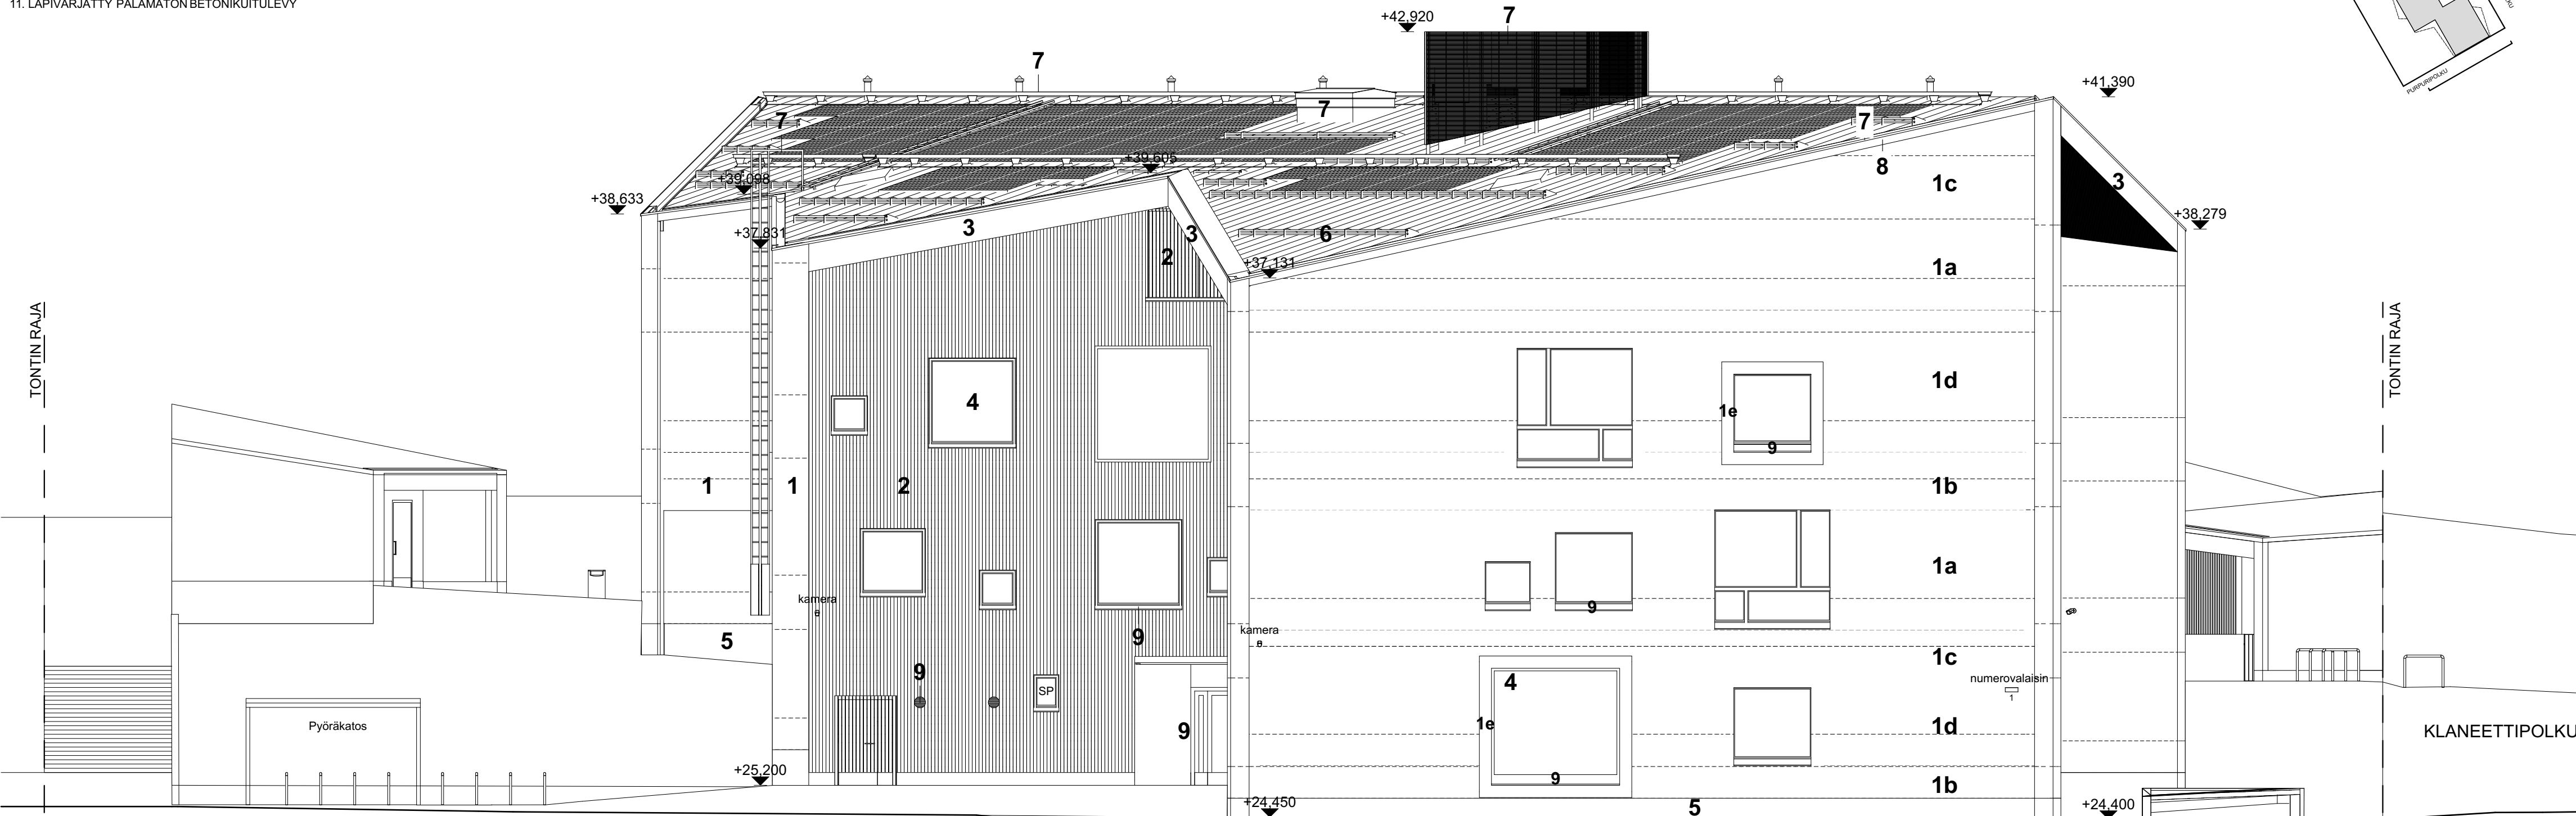 11. LÄPIVÄRJÄTTY PALAMATON BETONIKUITULEVY
+42,920
7
7
+41,390
PURPURIPOLKU
7
7
7
8
+39,605
+39,098
1c
3
+38,633
+38,279
3
3
6
+37,831
2
+37,131
1a
TONTIN RAJA
TONTIN RAJA
4
1d
1e
9
1
1
2
1b
1a
kamera
9
kamera
5
9
1c
9
4
numerovalaisin
1
SP
1e
1d
9
Pyöräkatos
KLANEETTIPOLKU
+25,200
9
1b
+24,450
5
+24,400